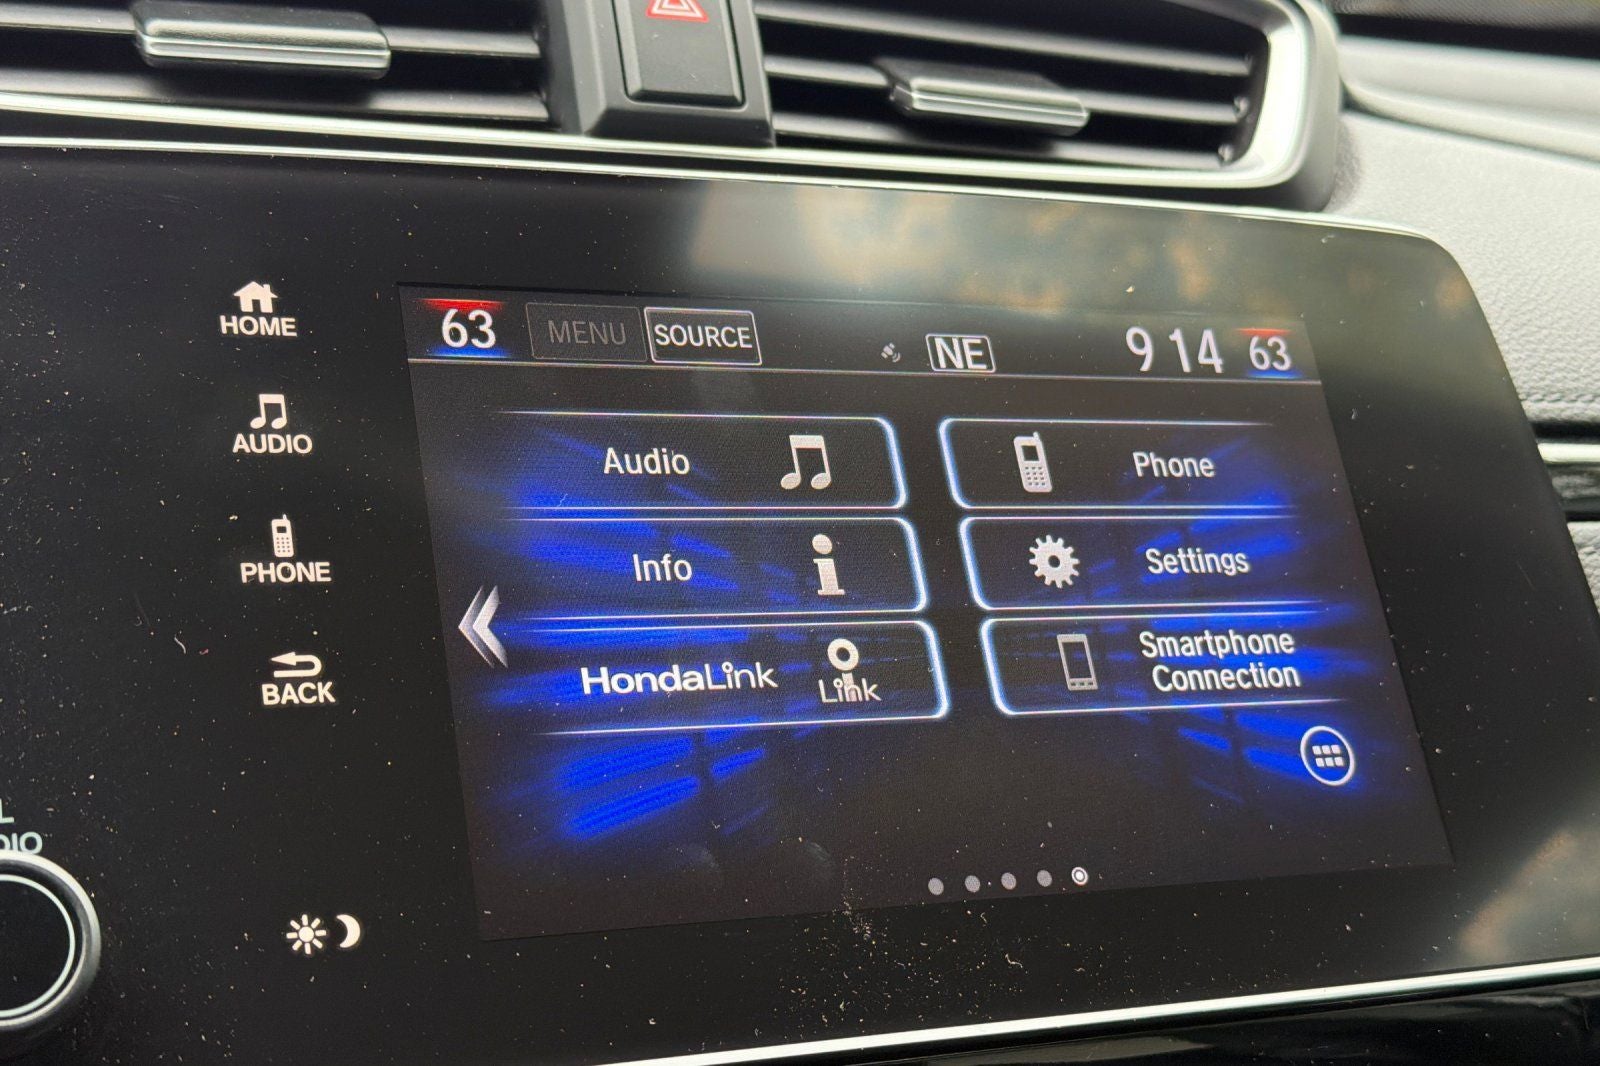 HOME
AUDIO
PHONE
BACK
63 MENU SOURCE NE 9 14 63
Audio
Phone
Info
Settings
HondaLink
Link
Smartphone
Connection